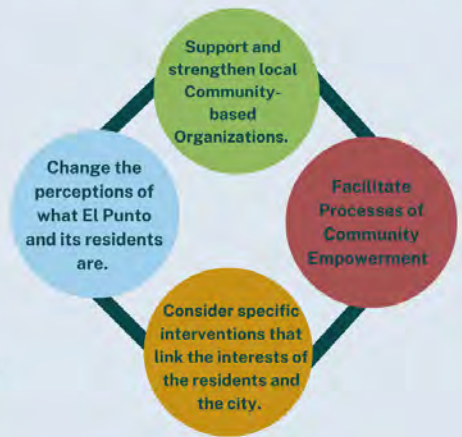 Support and
strengthen local
Community-
based
Organizations.
Change the
perceptions of
what El Punto
and its residents
are.
Facilitate
Processes of
Community
Empowerment
Consider specific
interventions that
link the interests of
the residents and
the city.